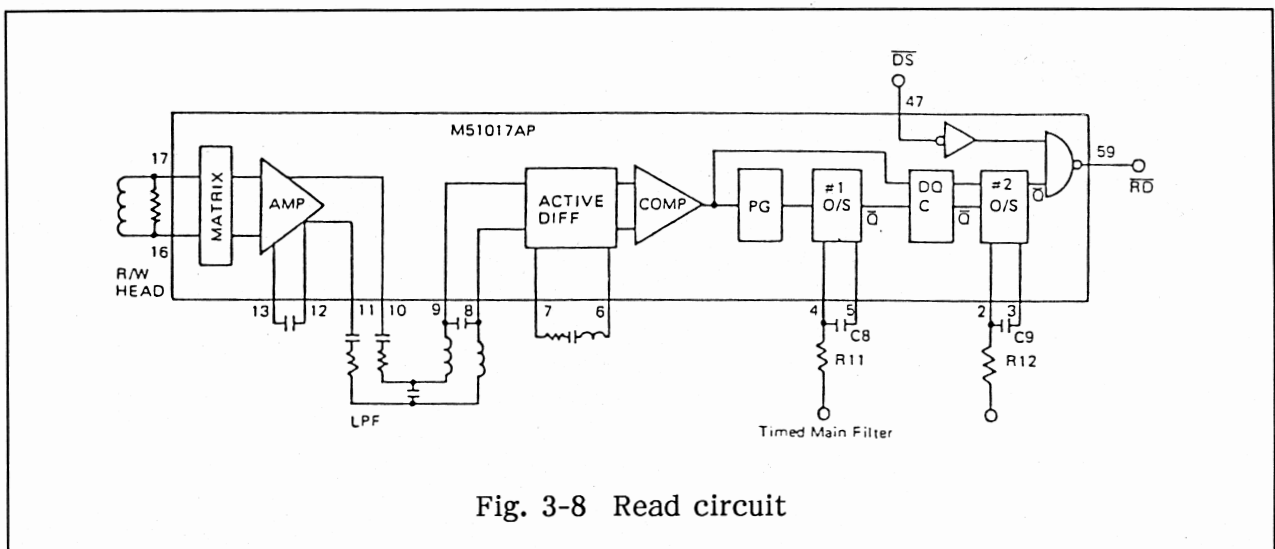 DS
47
M51017AP
17
16
R/W
HEAD
MATRIX
AMP
ACTIVE
DIFF
COMP
PG
#1
O/S
Q
DQ
C
Q
#2
O/S
Q
59
RD
13
12
11
10
9
8
7
6
4
5
C8
R11
2
3
C9
R12
LPF
Timed Main Filter
Fig. 3-8 Read circuit